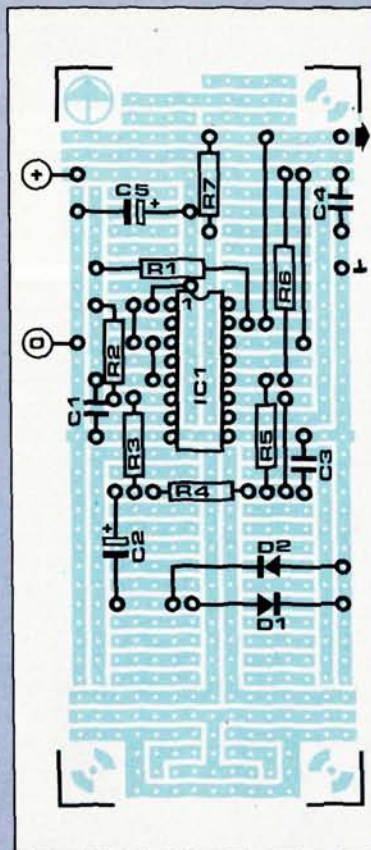 +
C5
+
R7
C4
R1
R6
0
R2
1
IC1
C1
R3
R5
C3
R4
+
C2
D2
D1